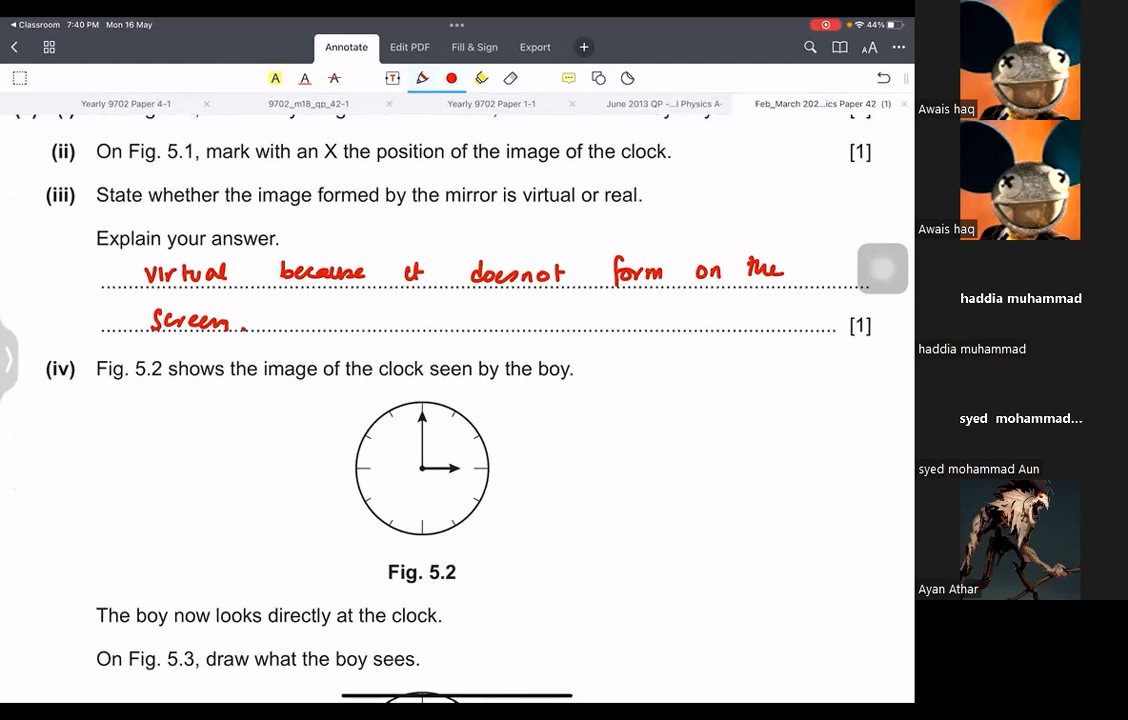 Classroom 7:40 PM Mon 16 May
44%
Annotate Edit PDF Fill & Sign Export
AA
A A A T
Yearly 9702 Paper 4-1 × 9702_m18_qp_42-1 × Yearly 9702 Paper 1-1 × June 2013 QP -...l Physics A- Feb_March 202...ics Paper 42 (1) ×
(ii) On Fig. 5.1, mark with an X the position of the image of the clock. [1]
(iii) State whether the image formed by the mirror is virtual or real.
Explain your answer.
virtual because it doesnot form on the
screen. [1]
(iv) Fig. 5.2 shows the image of the clock seen by the boy.
Fig. 5.2
The boy now looks directly at the clock.
On Fig. 5.3, draw what the boy sees.
Awais haq
Awais haq
haddia muhammad
haddia muhammad
syed mohammad...
syed mohammad Aun
Ayan Athar